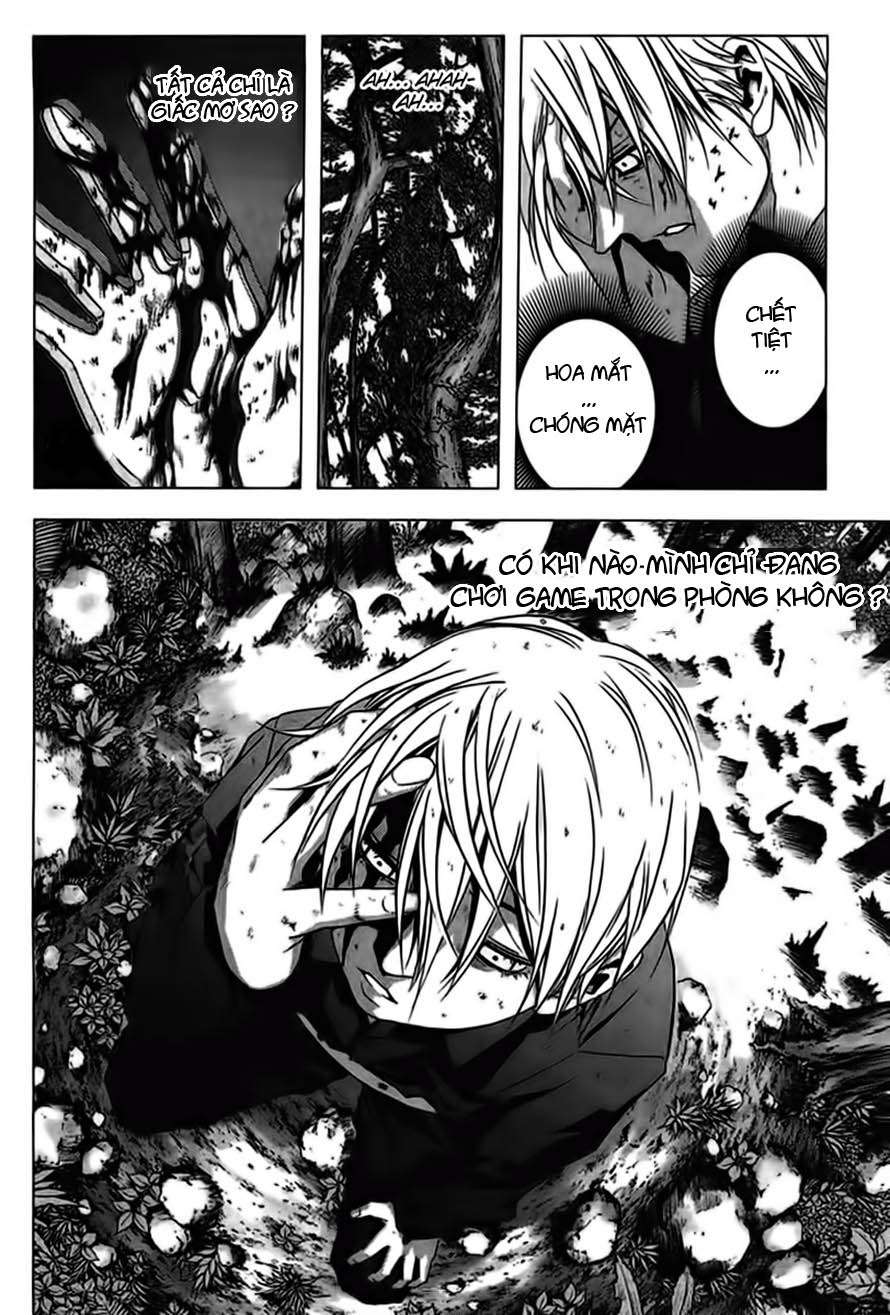 CHẾT
TIỆT
...
HOA MẮT
...
CHÓNG MẶT
AH... AHAH-
AH...
TẤT CẢ CHỈ LÀ
GIẤC MƠ SAO ?
CÓ KHI NÀO MÌNH CHỈ ĐANG
CHƠI GAME TRONG PHÒNG KHÔNG ?